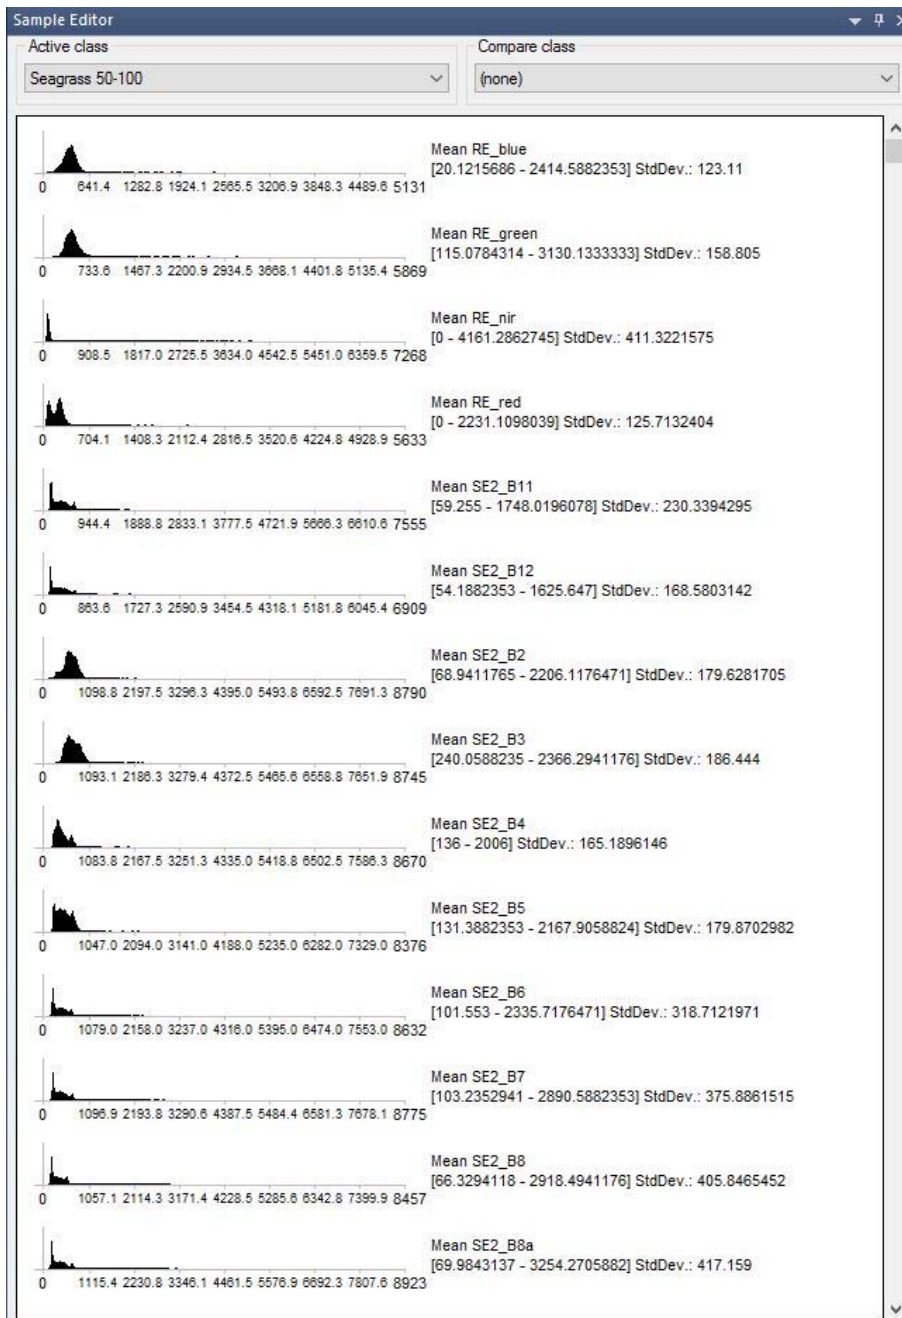 Sample Editor
Active class
Compare class
Seagrass 50-100
(none)
Mean RE_blue
[20.1215686 - 2414.5882353] StdDev.: 123.11
0 641.4 1282.8 1924.1 2565.5 3206.9 3848.3 4489.6 5131
Mean RE_green
[115.0784314 - 3130.1333333] StdDev.: 158.805
0 733.6 1467.3 2200.9 2934.5 3668.1 4401.8 5135.4 5869
Mean RE_nir
[0 - 4161.2862745] StdDev.: 411.3221575
0 908.5 1817.0 2725.5 3634.0 4542.5 5451.0 6359.5 7268
Mean RE_red
[0 - 2231.1098039] StdDev.: 125.7132404
0 704.1 1408.3 2112.4 2816.5 3520.6 4224.8 4928.9 5633
Mean SE2_B11
[59.255 - 1748.0196078] StdDev.: 230.3394295
0 944.4 1888.8 2833.1 3777.5 4721.9 5666.3 6610.6 7555
Mean SE2_B12
[54.1882353 - 1625.647] StdDev.: 168.5803142
0 863.6 1727.3 2590.9 3454.5 4318.1 5181.8 6045.4 6909
Mean SE2_B2
[68.9411765 - 2206.1176471] StdDev.: 179.6281705
0 1098.8 2197.5 3296.3 4395.0 5493.8 6592.5 7691.3 8790
Mean SE2_B3
[240.0588235 - 2366.2941176] StdDev.: 186.444
0 1093.1 2186.3 3279.4 4372.5 5465.6 6558.8 7651.9 8745
Mean SE2_B4
[136 - 2006] StdDev.: 165.1896146
0 1083.8 2167.5 3251.3 4335.0 5418.8 6502.5 7586.3 8670
Mean SE2_B5
[131.3882353 - 2167.9058824] StdDev.: 179.8702982
0 1047.0 2094.0 3141.0 4188.0 5235.0 6282.0 7329.0 8376
Mean SE2_B6
[101.553 - 2335.7176471] StdDev.: 318.7121971
0 1079.0 2158.0 3237.0 4316.0 5395.0 6474.0 7553.0 8632
Mean SE2_B7
[103.2352941 - 2890.5882353] StdDev.: 375.8861515
0 1096.9 2193.8 3290.6 4387.5 5484.4 6581.3 7678.1 8775
Mean SE2_B8
[66.3294118 - 2918.4941176] StdDev.: 405.8465452
0 1057.1 2114.3 3171.4 4228.5 5285.6 6342.8 7399.9 8457
Mean SE2_B8a
[69.9843137 - 3254.2705882] StdDev.: 417.159
0 1115.4 2230.8 3346.1 4461.5 5576.9 6692.3 7807.6 8923